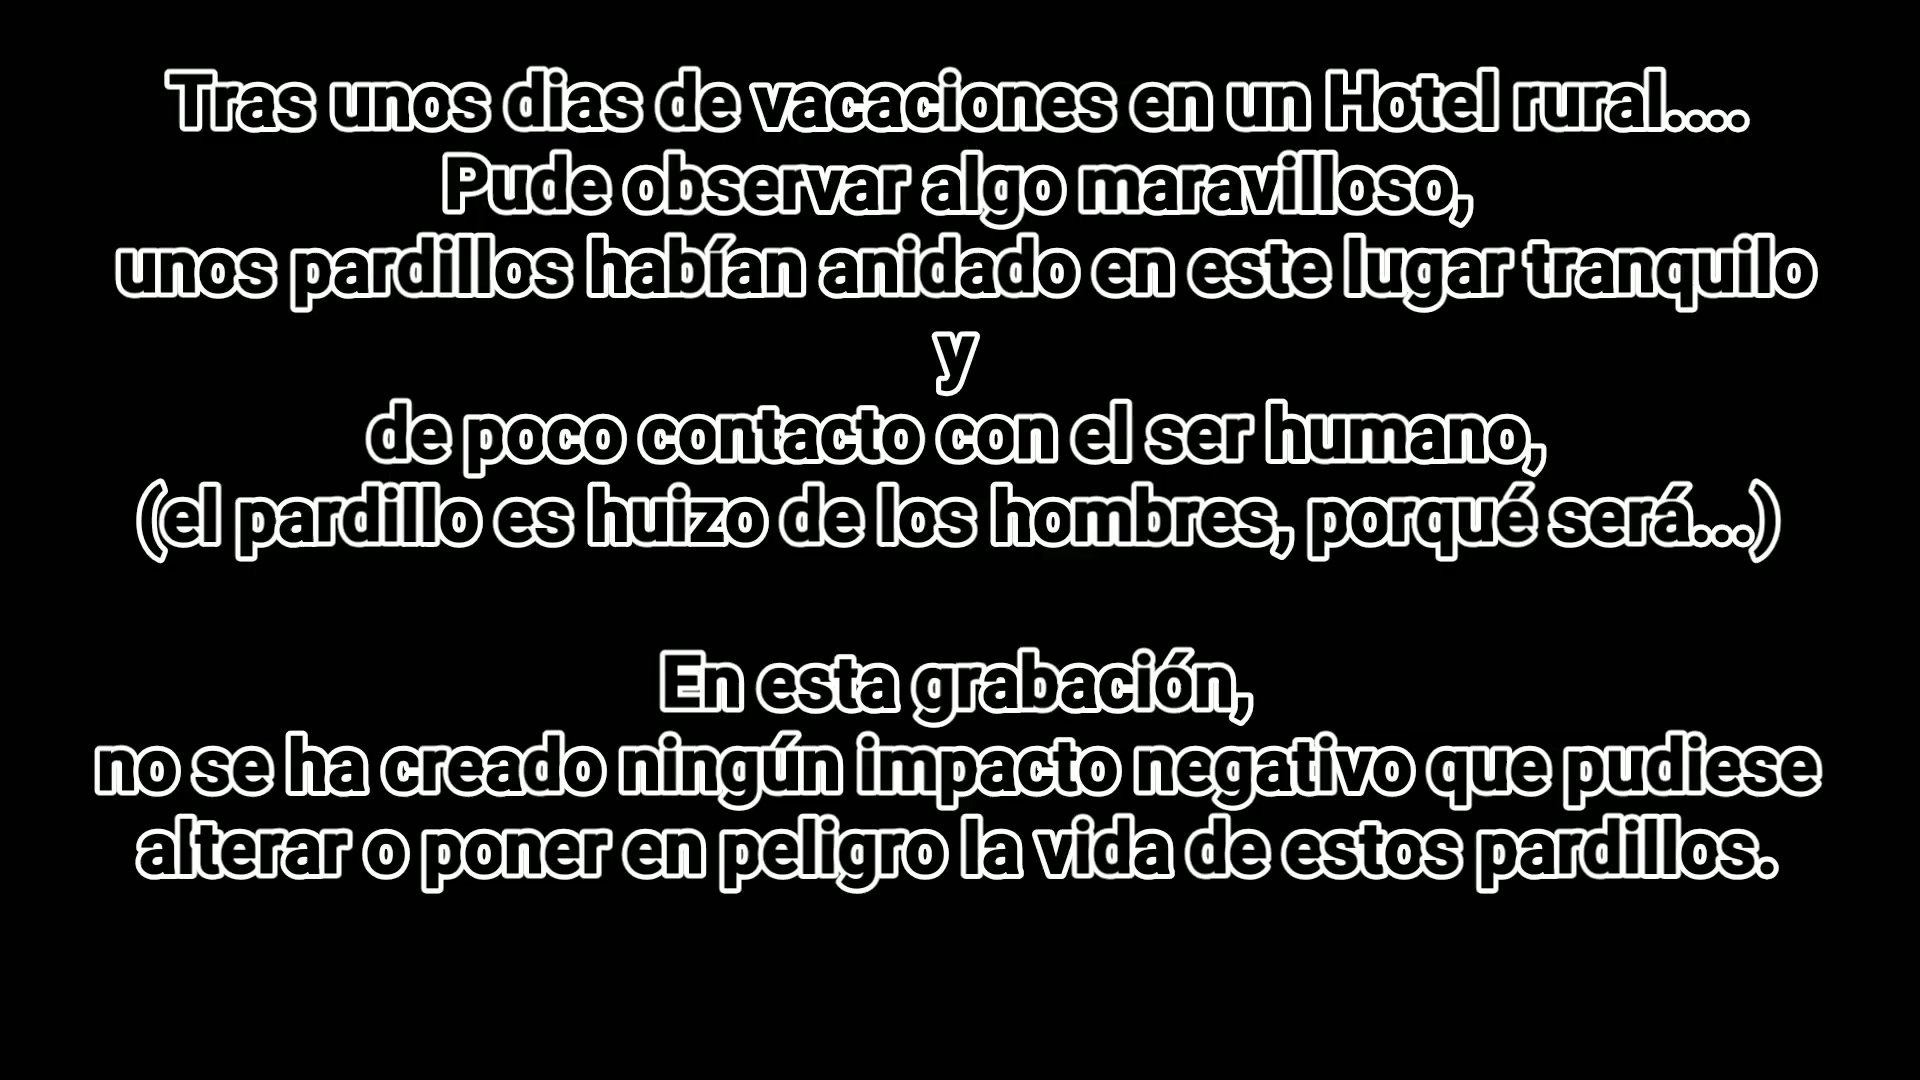 Tras unos dias de vacaciones en un Hotel rural....
Pude observar algo maravilloso,
unos pardillos habían anidado en este lugar tranquilo
y
de poco contacto con el ser humano,
(el pardillo es huizo de los hombres, porqué será...)
En esta grabación,
no se ha creado ningún impacto negativo que pudiese
alterar o poner en peligro la vida de estos pardillos.